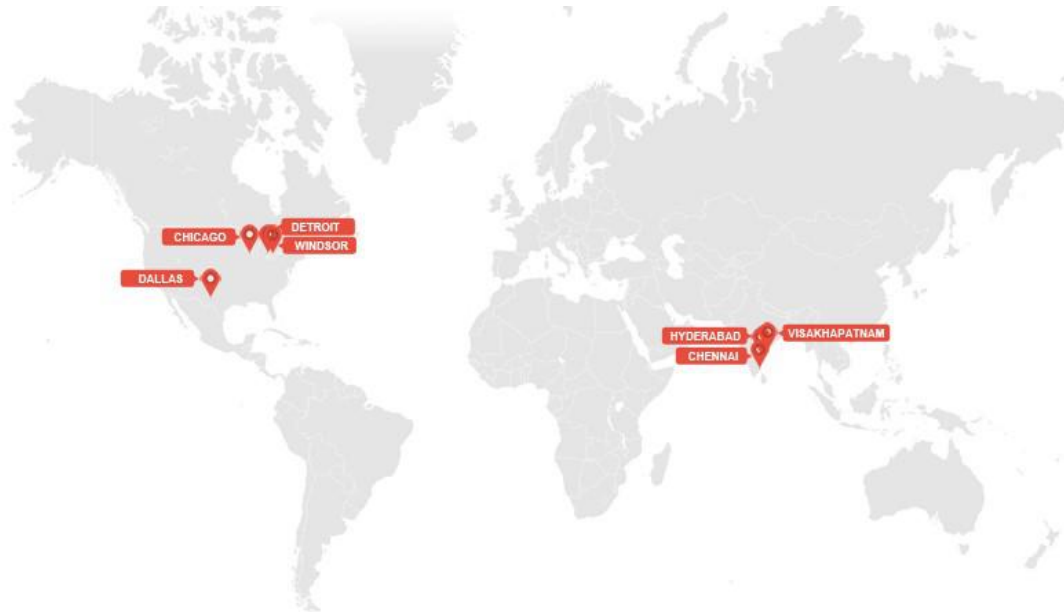 DETROIT
CHICAGO
WINDSOR
DALLAS
HYDERABAD
VISAKHAPATNAM
CHENNAI